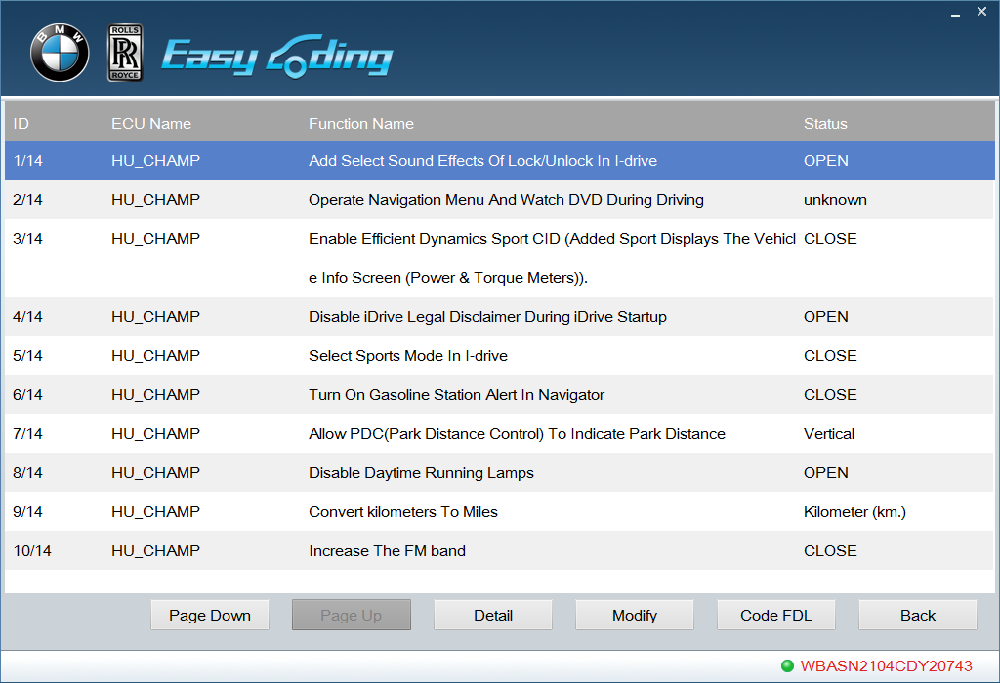 BMW
ROLLS
RR
ROYCE
Easy Coding
ID ECU Name Function Name Status
1/14 HU_CHAMP Add Select Sound Effects Of Lock/Unlock In I-drive OPEN
2/14 HU_CHAMP Operate Navigation Menu And Watch DVD During Driving unknown
3/14 HU_CHAMP Enable Efficient Dynamics Sport CID (Added Sport Displays The Vehicl CLOSE
e Info Screen (Power & Torque Meters)).
4/14 HU_CHAMP Disable iDrive Legal Disclaimer During iDrive Startup OPEN
5/14 HU_CHAMP Select Sports Mode In I-drive CLOSE
6/14 HU_CHAMP Turn On Gasoline Station Alert In Navigator CLOSE
7/14 HU_CHAMP Allow PDC(Park Distance Control) To Indicate Park Distance Vertical
8/14 HU_CHAMP Disable Daytime Running Lamps OPEN
9/14 HU_CHAMP Convert kilometers To Miles Kilometer (km.)
10/14 HU_CHAMP Increase The FM band CLOSE
Page Down Page Up Detail Modify Code FDL Back
WBASN2104CDY20743